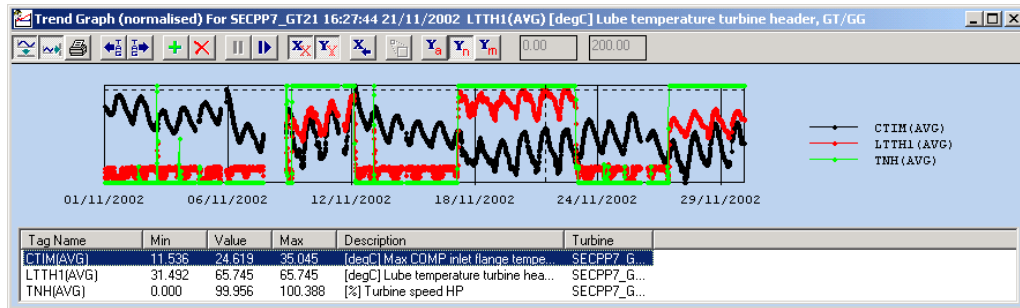 Trend Graph (normalised) For SECPP7_GT21 16:27:44 21/11/2002 LTTH1(AVG) [degC] Lube temperature turbine header, GT/GG
Xx Yy X Ya Yn Ym 0.00 200.00
CTIM(AVG)
LTTH1(AVG)
TNH(AVG)
01/11/2002 06/11/2002 12/11/2002 18/11/2002 24/11/2002 29/11/2002
Tag Name Min Value Max Description Turbine
CTIM(AVG) 11.536 24.619 35.045 [degC] Max COMP inlet flange tempe... SECPP7_G...
LTTH1(AVG) 31.492 65.745 65.745 [degC] Lube temperature turbine hea... SECPP7_G...
TNH(AVG) 0.000 99.956 100.388 [%] Turbine speed HP SECPP7_G...